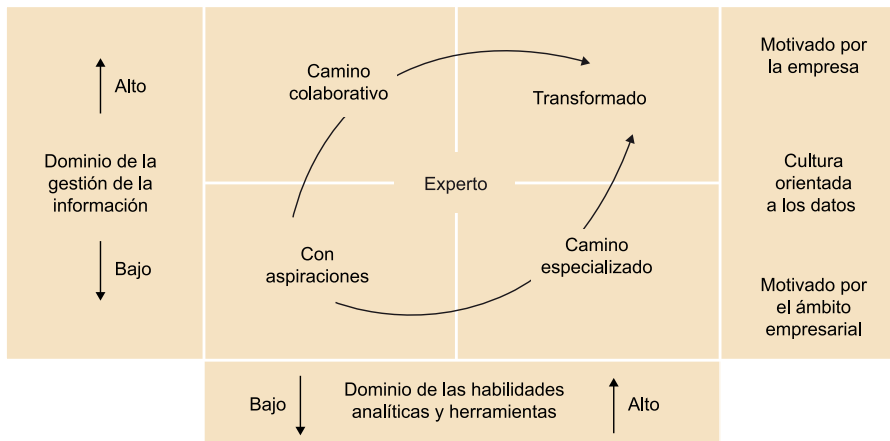 Alto
Dominio de la
gestión de la
información
Bajo
Camino
colaborativo
Transformado
Experto
Con
aspiraciones
Camino
especializado
Motivado por
la empresa
Cultura
orientada
a los datos
Motivado por
el ámbito
empresarial
Bajo
Dominio de las habilidades
analíticas y herramientas
Alto